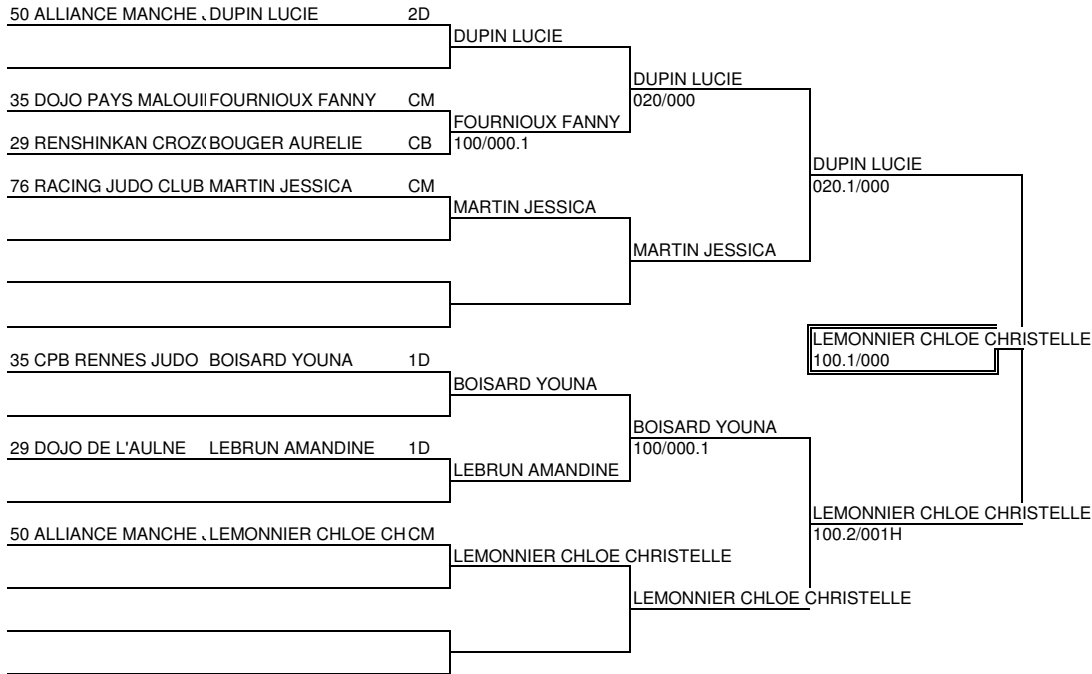 50 ALLIANCE MANCHE J DUPIN LUCIE 2D
DUPIN LUCIE
DUPIN LUCIE
020/000
35 DOJO PAYS MALOUI FOURNIOUX FANNY CM
FOURNIOUX FANNY
100/000.1
29 RENSHINKAN CROZ BOUGER AURELIE CB
DUPIN LUCIE
020.1/000
76 RACING JUDO CLUB MARTIN JESSICA CM
MARTIN JESSICA
MARTIN JESSICA
LEMONNIER CHLOE CHRISTELLE
100.1/000
35 CPB RENNES JUDO BOISARD YOUNA 1D
BOISARD YOUNA
BOISARD YOUNA
100/000.1
29 DOJO DE L'AULNE LEBRUN AMANDINE 1D
LEBRUN AMANDINE
LEMONNIER CHLOE CHRISTELLE
100.2/001H
50 ALLIANCE MANCHE J LEMONNIER CHLOE CH CM
LEMONNIER CHLOE CHRISTELLE
LEMONNIER CHLOE CHRISTELLE